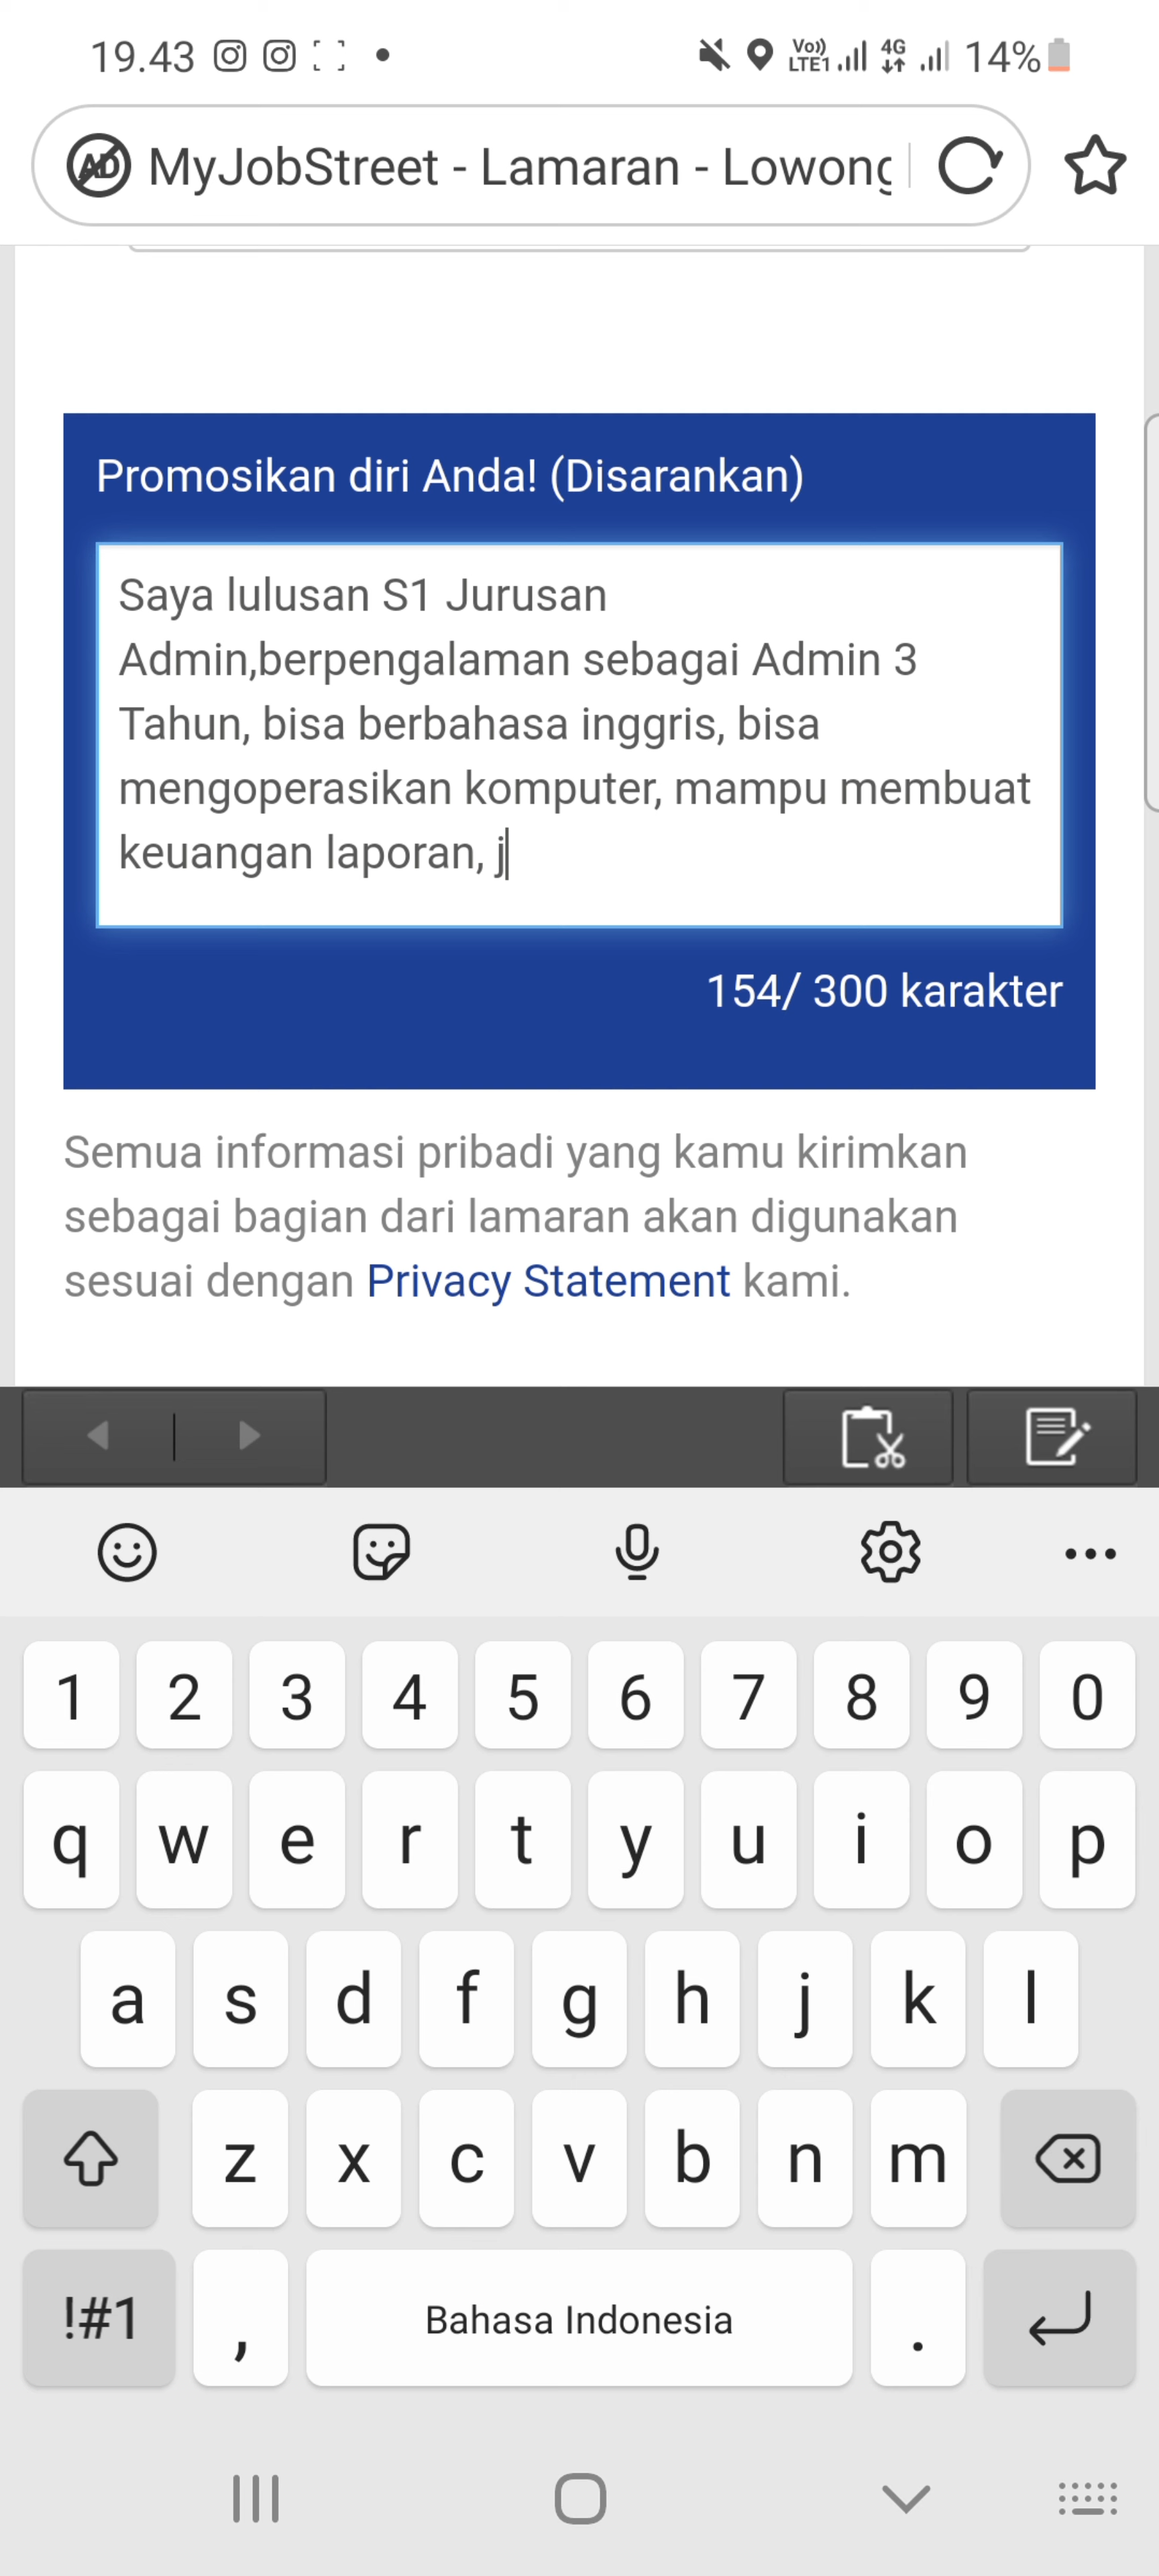 19.43
Vo)) LTE1 4G 14%
MyJobStreet - Lamaran - Lowong
Promosikan diri Anda! (Disarankan)
Saya lulusan S1 Jurusan
Admin,berpengalaman sebagai Admin 3
Tahun, bisa berbahasa inggris, bisa
mengoperasikan komputer, mampu membuat
keuangan laporan, j
154/ 300 karakter
Semua informasi pribadi yang kamu kirimkan
sebagai bagian dari lamaran akan digunakan
sesuai dengan Privacy Statement kami.
1 2 3 4 5 6 7 8 9 0
q w e r t y u i o p
a s d f g h j k l
z x c v b n m
!#1 , Bahasa Indonesia .